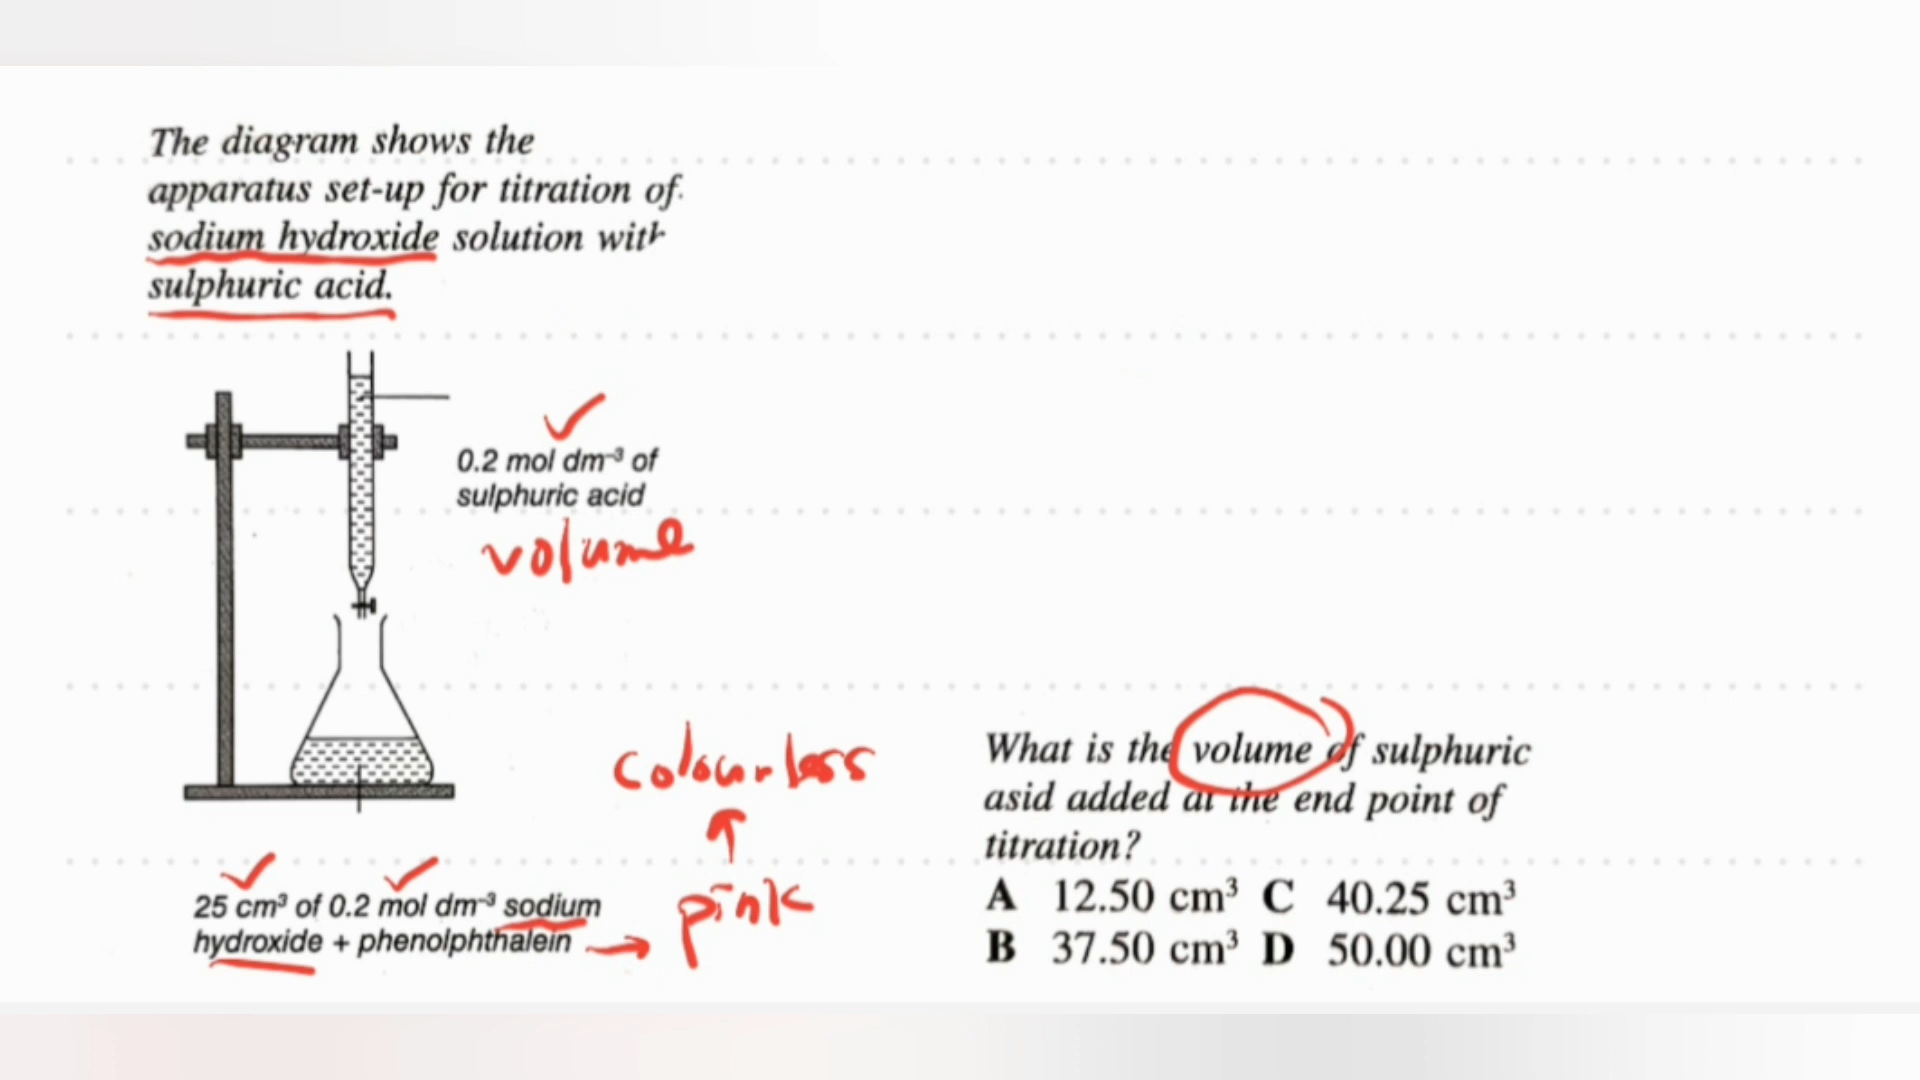 The diagram shows the
apparatus set-up for titration of
sodium hydroxide solution with
sulphuric acid.
0.2 mol dm⁻³ of
sulphuric acid
volume
colourless
pink
25 cm³ of 0.2 mol dm⁻³ sodium
hydroxide + phenolphthalein
What is the volume of sulphuric
asid added at the end point of
titration?
A 12.50 cm³ C 40.25 cm³
B 37.50 cm³ D 50.00 cm³